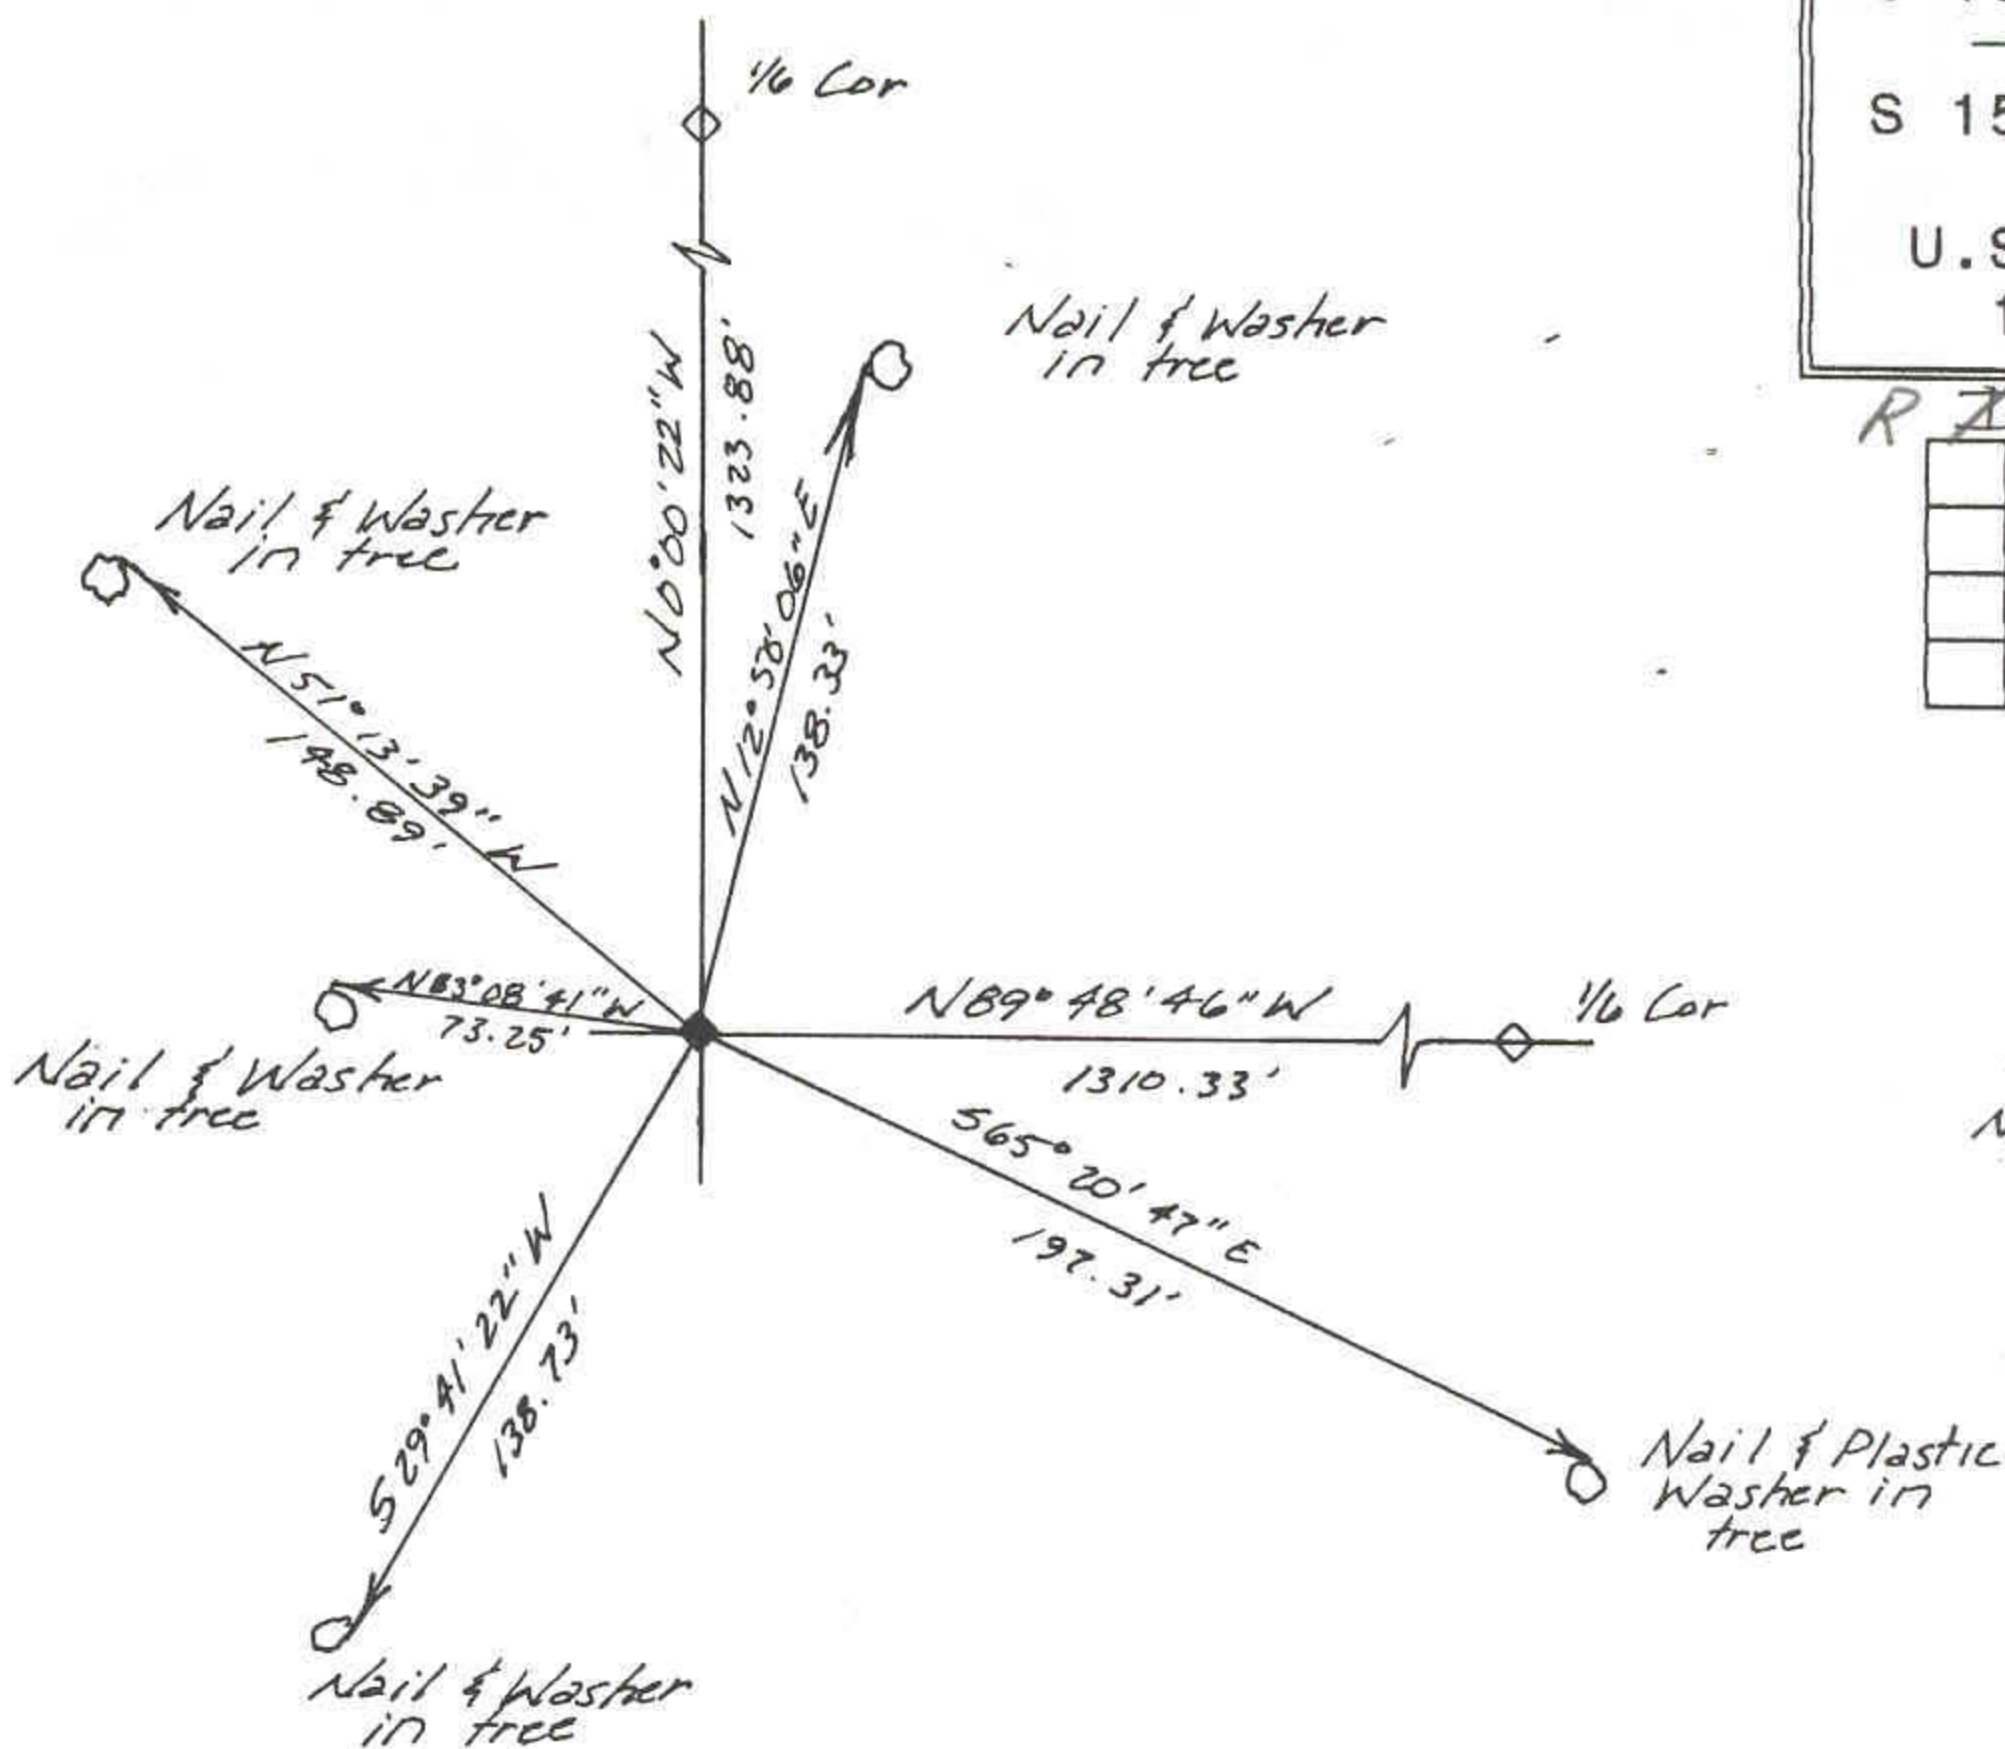 1/16 Cor
S 15
U.S
Nail & Washer
in tree
R
N0°00'22"W
1323.88'
Nail & Washer
in tree
N12°58'06"E
138.33'
N51°13'39"W
148.89'
N83°08'41"W
73.25'
N89°48'46"W
1/16 Cor
1310.33'
Nail & Washer
in tree
S65°20'47"E
197.31'
S29°41'22"W
138.73'
Nail & Plastic
Washer in
tree
Nail & Washer
in tree